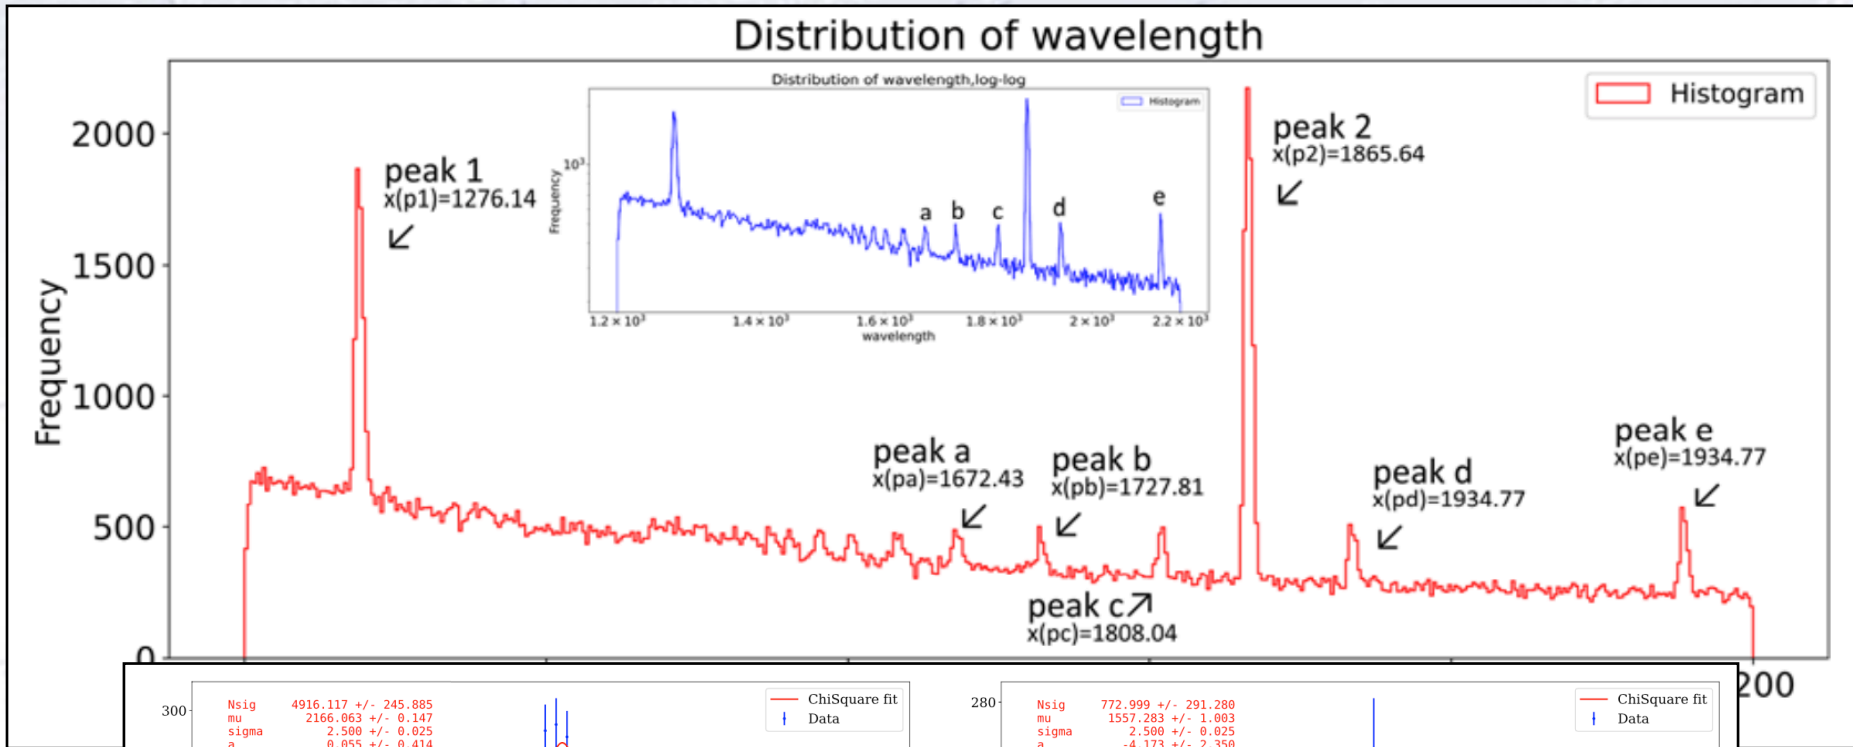 Distribution of wavelength
Histogram
Frequency
2000
1500
1000
500
0
200
peak 1
x(p1)=1276.14
peak 2
x(p2)=1865.64
peak a
x(pa)=1672.43
peak b
x(pb)=1727.81
peak c
x(pc)=1808.04
peak d
x(pd)=1934.77
peak e
x(pe)=1934.77
Distribution of wavelength,log-log
Histogram
Frequency
10³
a b c d e
1.2 × 10³ 1.4 × 10³ 1.6 × 10³ 1.8 × 10³ 2 × 10³ 2.2 × 10³
wavelength
300
Nsig 4916.117 +/- 245.885
mu 2166.063 +/- 0.147
sigma 2.500 +/- 0.025
a 0.055 +/- 0.414
ChiSquare fit
Data
280
Nsig 772.999 +/- 291.280
mu 1557.283 +/- 1.003
sigma 2.500 +/- 0.025
a -4.173 +/- 2.350
ChiSquare fit
Data